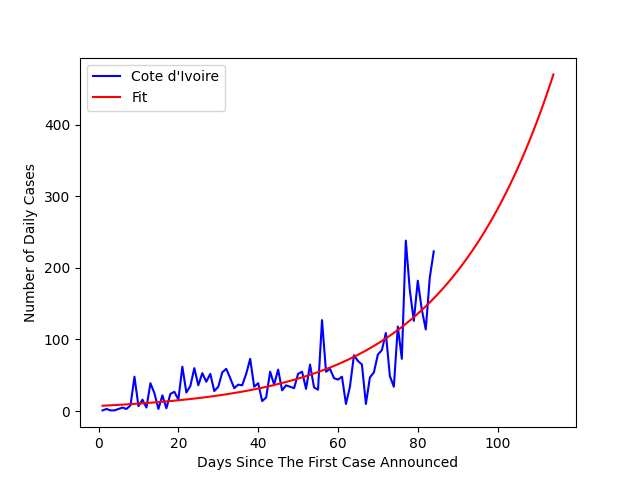 Cote d'Ivoire
Fit
400
300
200
100
0
Number of Daily Cases
0 20 40 60 80 100
Days Since The First Case Announced